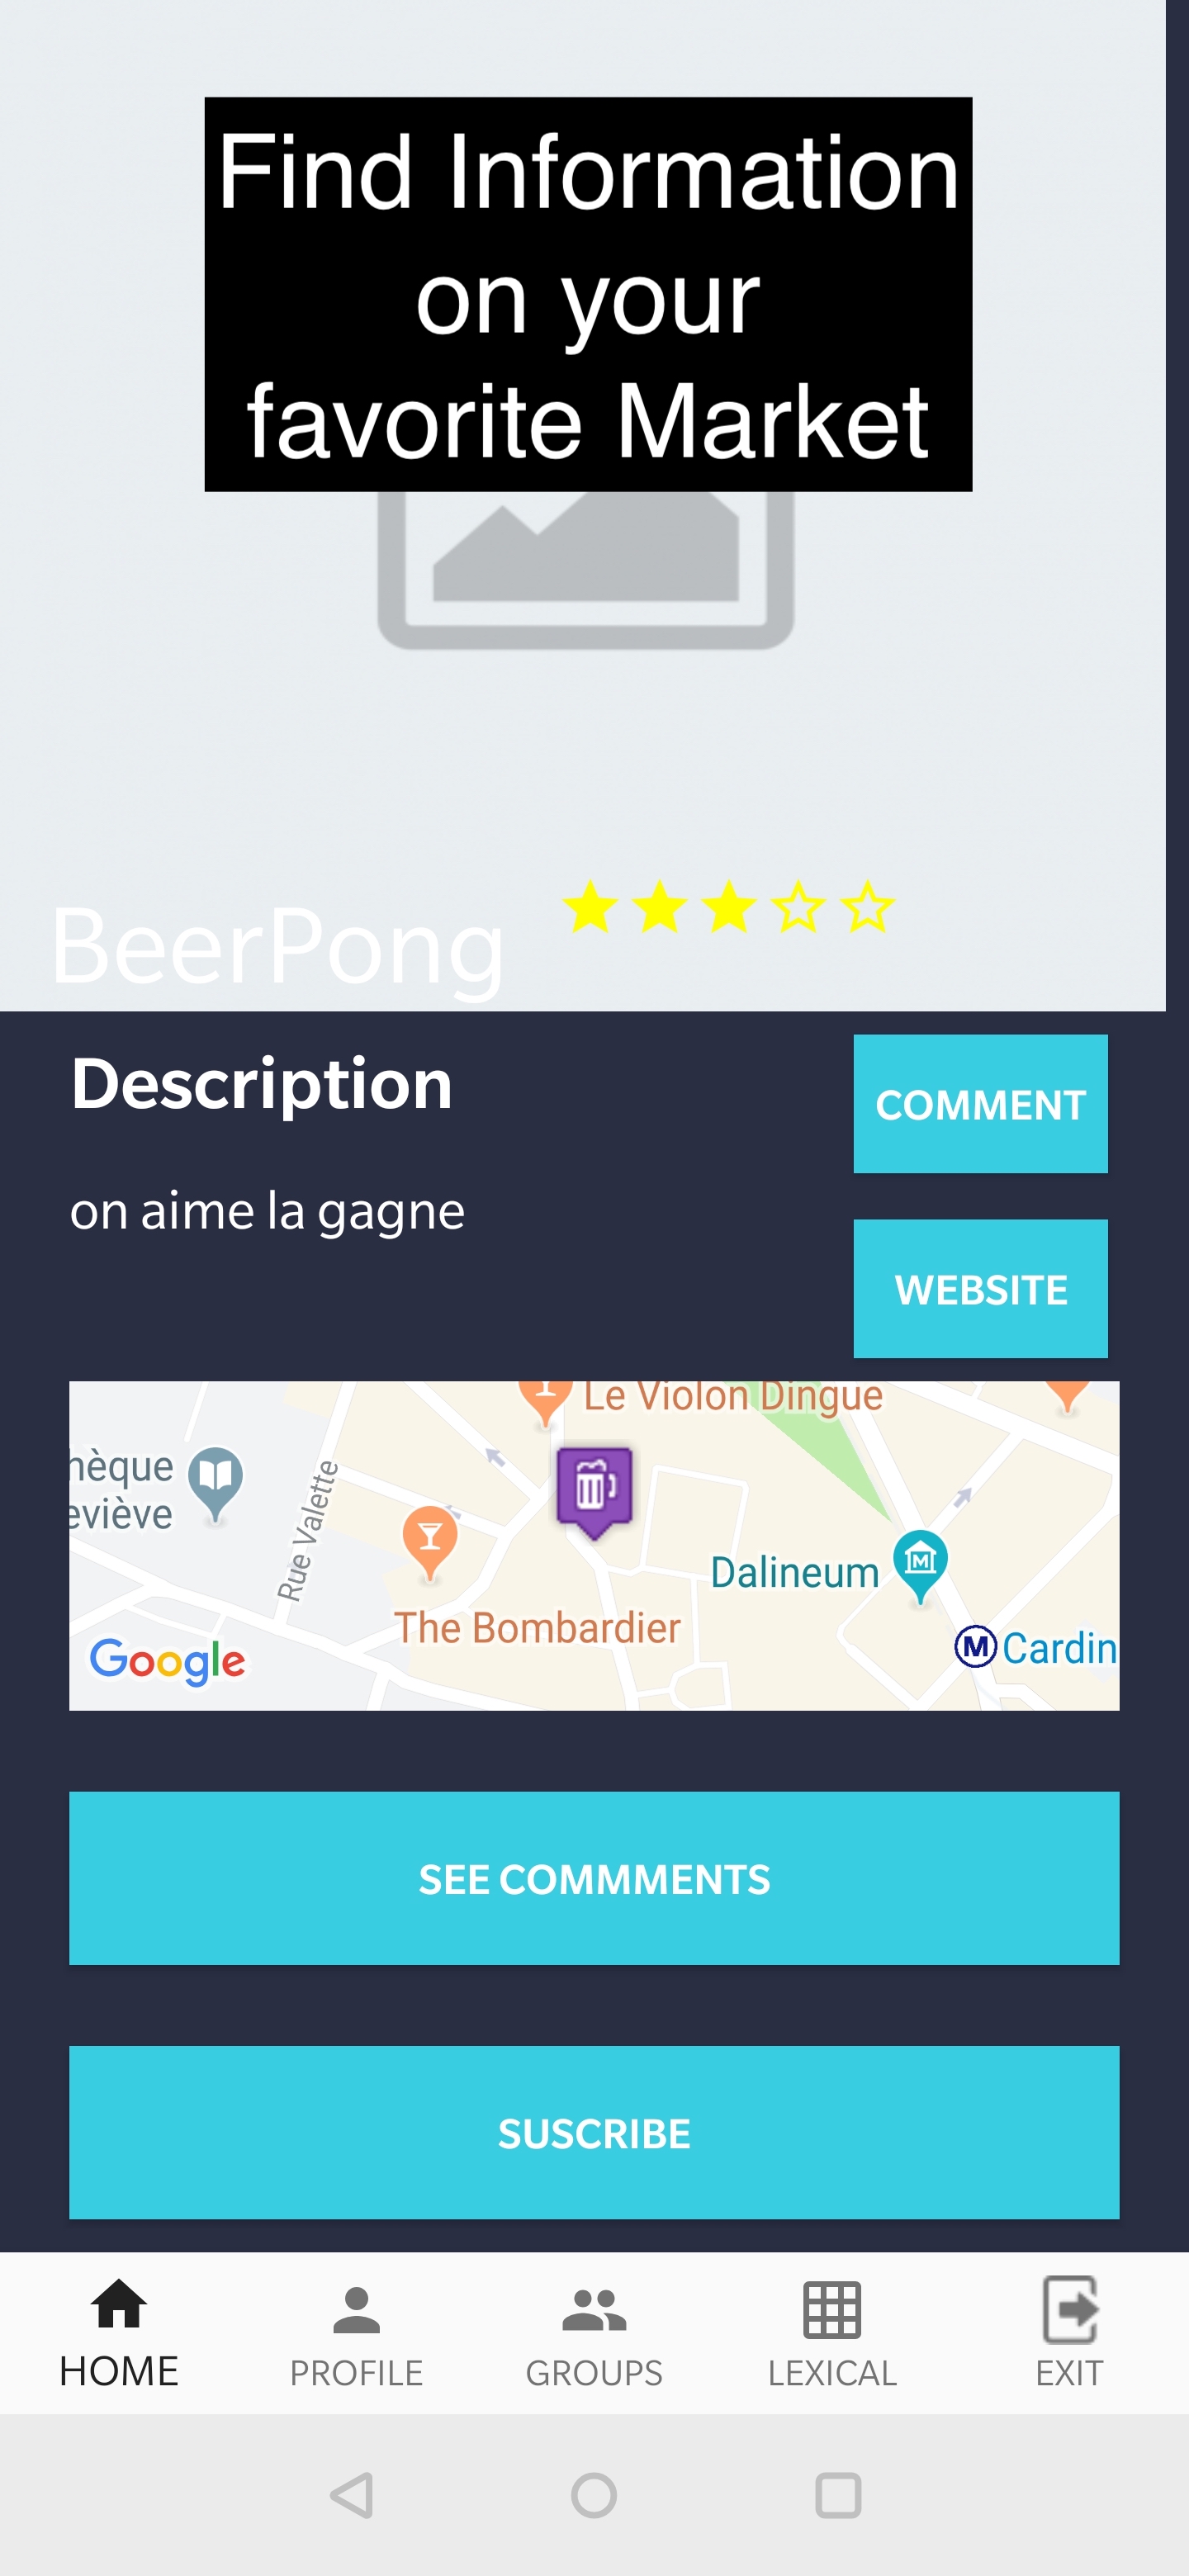 Find Information
on your
favorite Market
BeerPong
Description
COMMENT
on aime la gagne
WEBSITE
Le Violon Dingue
hèque
eviève
Rue Valette
Dalineum
The Bombardier
M Cardin
Google
SEE COMMMENTS
SUSCRIBE
HOME
PROFILE
GROUPS
LEXICAL
EXIT